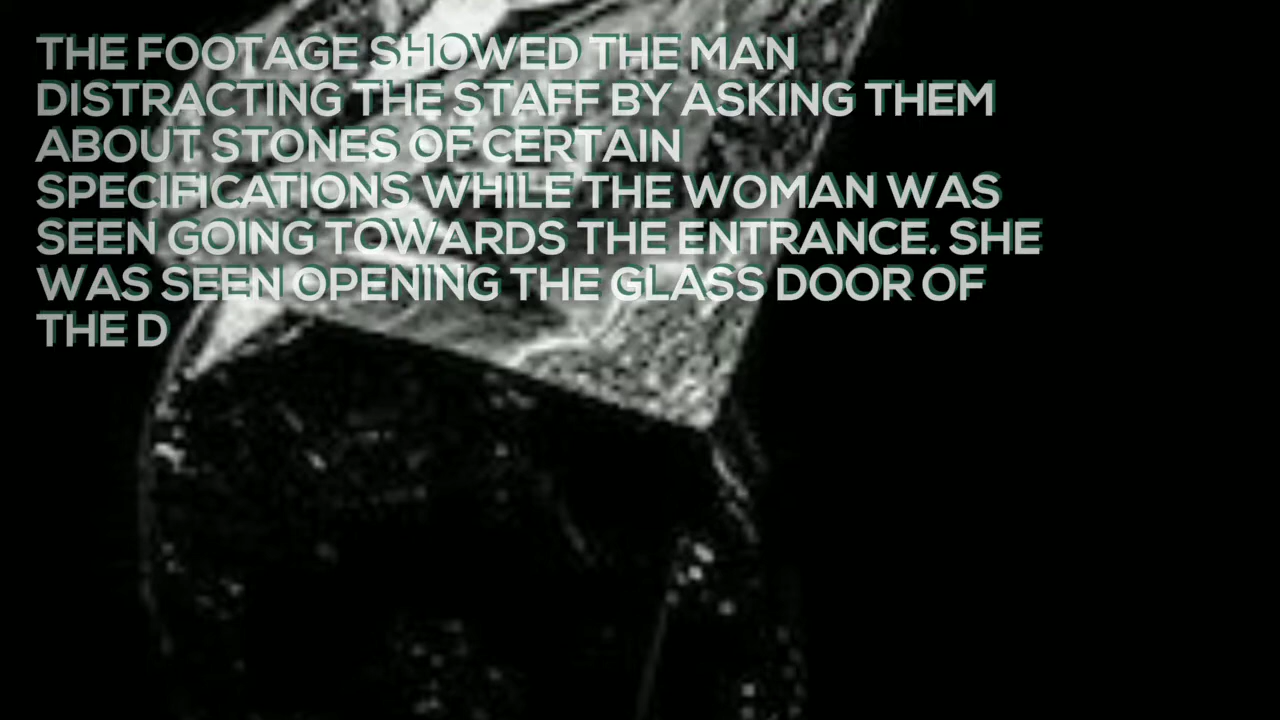 THE FOOTAGE SHOWED THE MAN
DISTRACTING THE STAFF BY ASKING THEM
ABOUT STONES OF CERTAIN
SPECIFICATIONS WHILE THE WOMAN WAS
SEEN GOING TOWARDS THE ENTRANCE. SHE
WAS SEEN OPENING THE GLASS DOOR OF
THE D